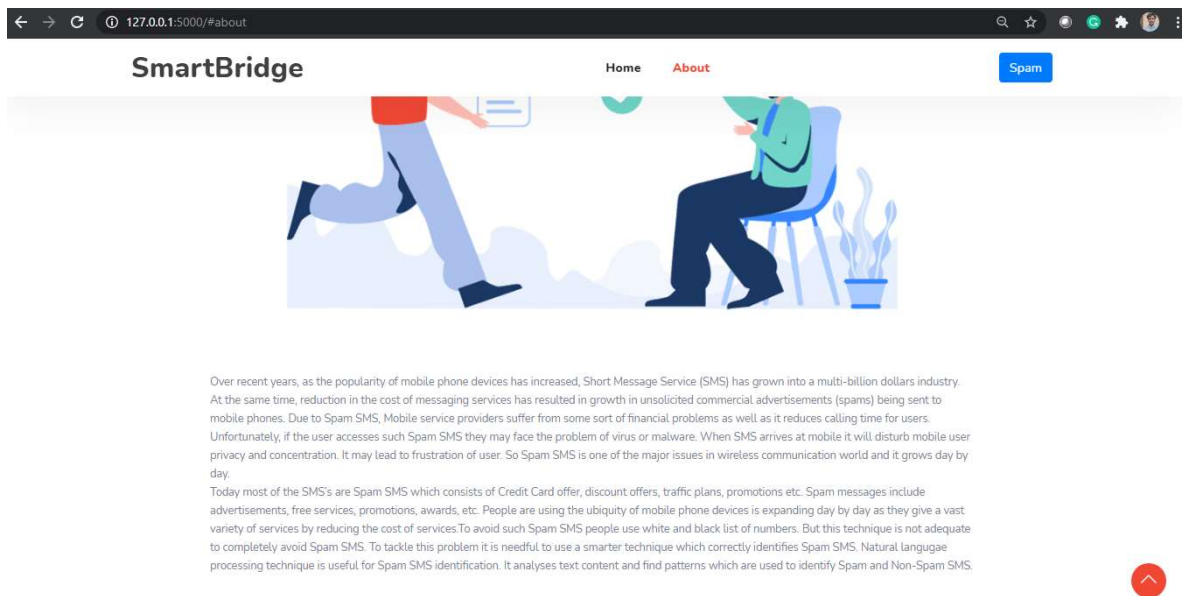 127.0.0.1:5000/#about
SmartBridge
Home
About
Spam
Over recent years, as the popularity of mobile phone devices has increased, Short Message Service (SMS) has grown into a multi-billion dollars industry.
At the same time, reduction in the cost of messaging services has resulted in growth in unsolicited commercial advertisements (spams) being sent to
mobile phones. Due to Spam SMS, Mobile service providers suffer from some sort of financial problems as well as it reduces calling time for users.
Unfortunately, if the user accesses such Spam SMS they may face the problem of virus or malware. When SMS arrives at mobile it will disturb mobile user
privacy and concentration. It may lead to frustration of user. So Spam SMS is one of the major issues in wireless communication world and it grows day by
day.
Today most of the SMS's are Spam SMS which consists of Credit Card offer, discount offers, traffic plans, promotions etc. Spam messages include
advertisements, free services, promotions, awards, etc. People are using the ubiquity of mobile phone devices is expanding day by day as they give a vast
variety of services by reducing the cost of services.To avoid such Spam SMS people use white and black list of numbers. But this technique is not adequate
to completely avoid Spam SMS. To tackle this problem it is needful to use a smarter technique which correctly identifies Spam SMS. Natural langugae
processing technique is useful for Spam SMS identification. It analyses text content and find patterns which are used to identify Spam and Non-Spam SMS.